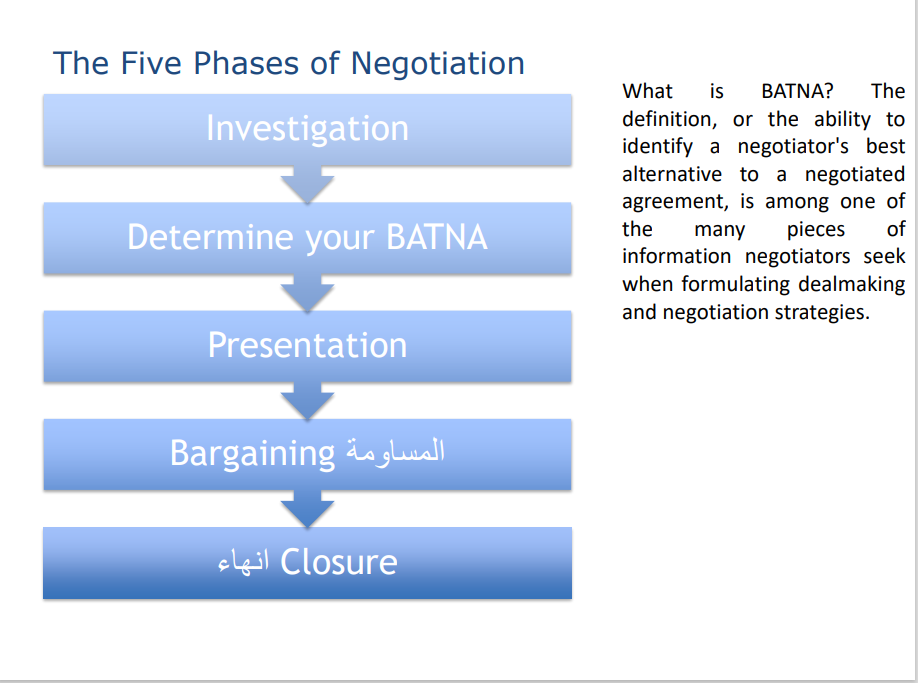 The Five Phases of Negotiation
Investigation
Determine your BATNA
Presentation
Bargaining المساومة
انهاء Closure
What is BATNA? The
definition, or the ability to
identify a negotiator's best
alternative to a negotiated
agreement, is among one of
the many pieces of
information negotiators seek
when formulating dealmaking
and negotiation strategies.